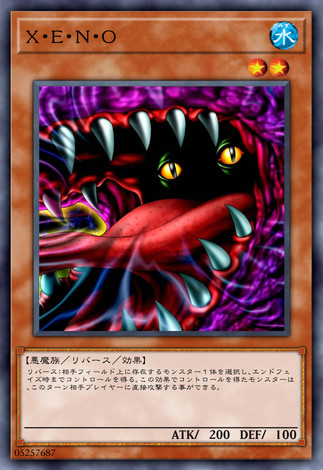 X・E・N・O
水
【悪魔族／リバース／効果】
リバース：相手フィールド上に存在するモンスター１体を選択し、エンドフェ
イズ時までコントロールを得る。この効果でコントロールを得たモンスターは、
このターン相手プレイヤーに直接攻撃する事ができる。
ATK/ 200 DEF/ 100
05257687